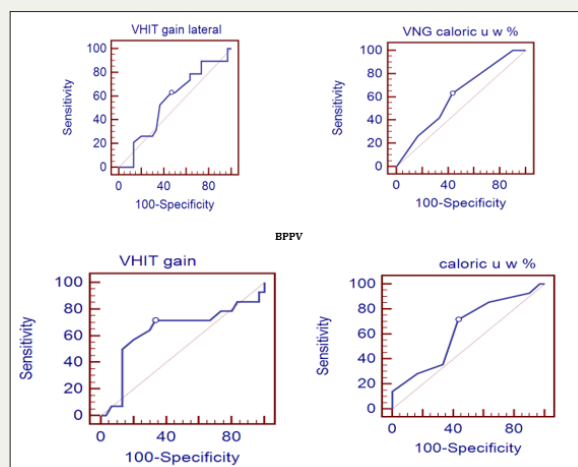 VHIT gain lateral
100
80
60
40
20
0
Sensitivity
0 40 80
100-Specificity
VNG caloric u w %
100
80
60
40
20
0
Sensitivity
0 40 80
100-Specificity
BPPV
VHIT gain
100
80
60
40
20
0
Sensitivity
0 40 80
100-Specificity
caloric u w %
100
80
60
40
20
0
Sensitivity
0 40 80
100-Specificity